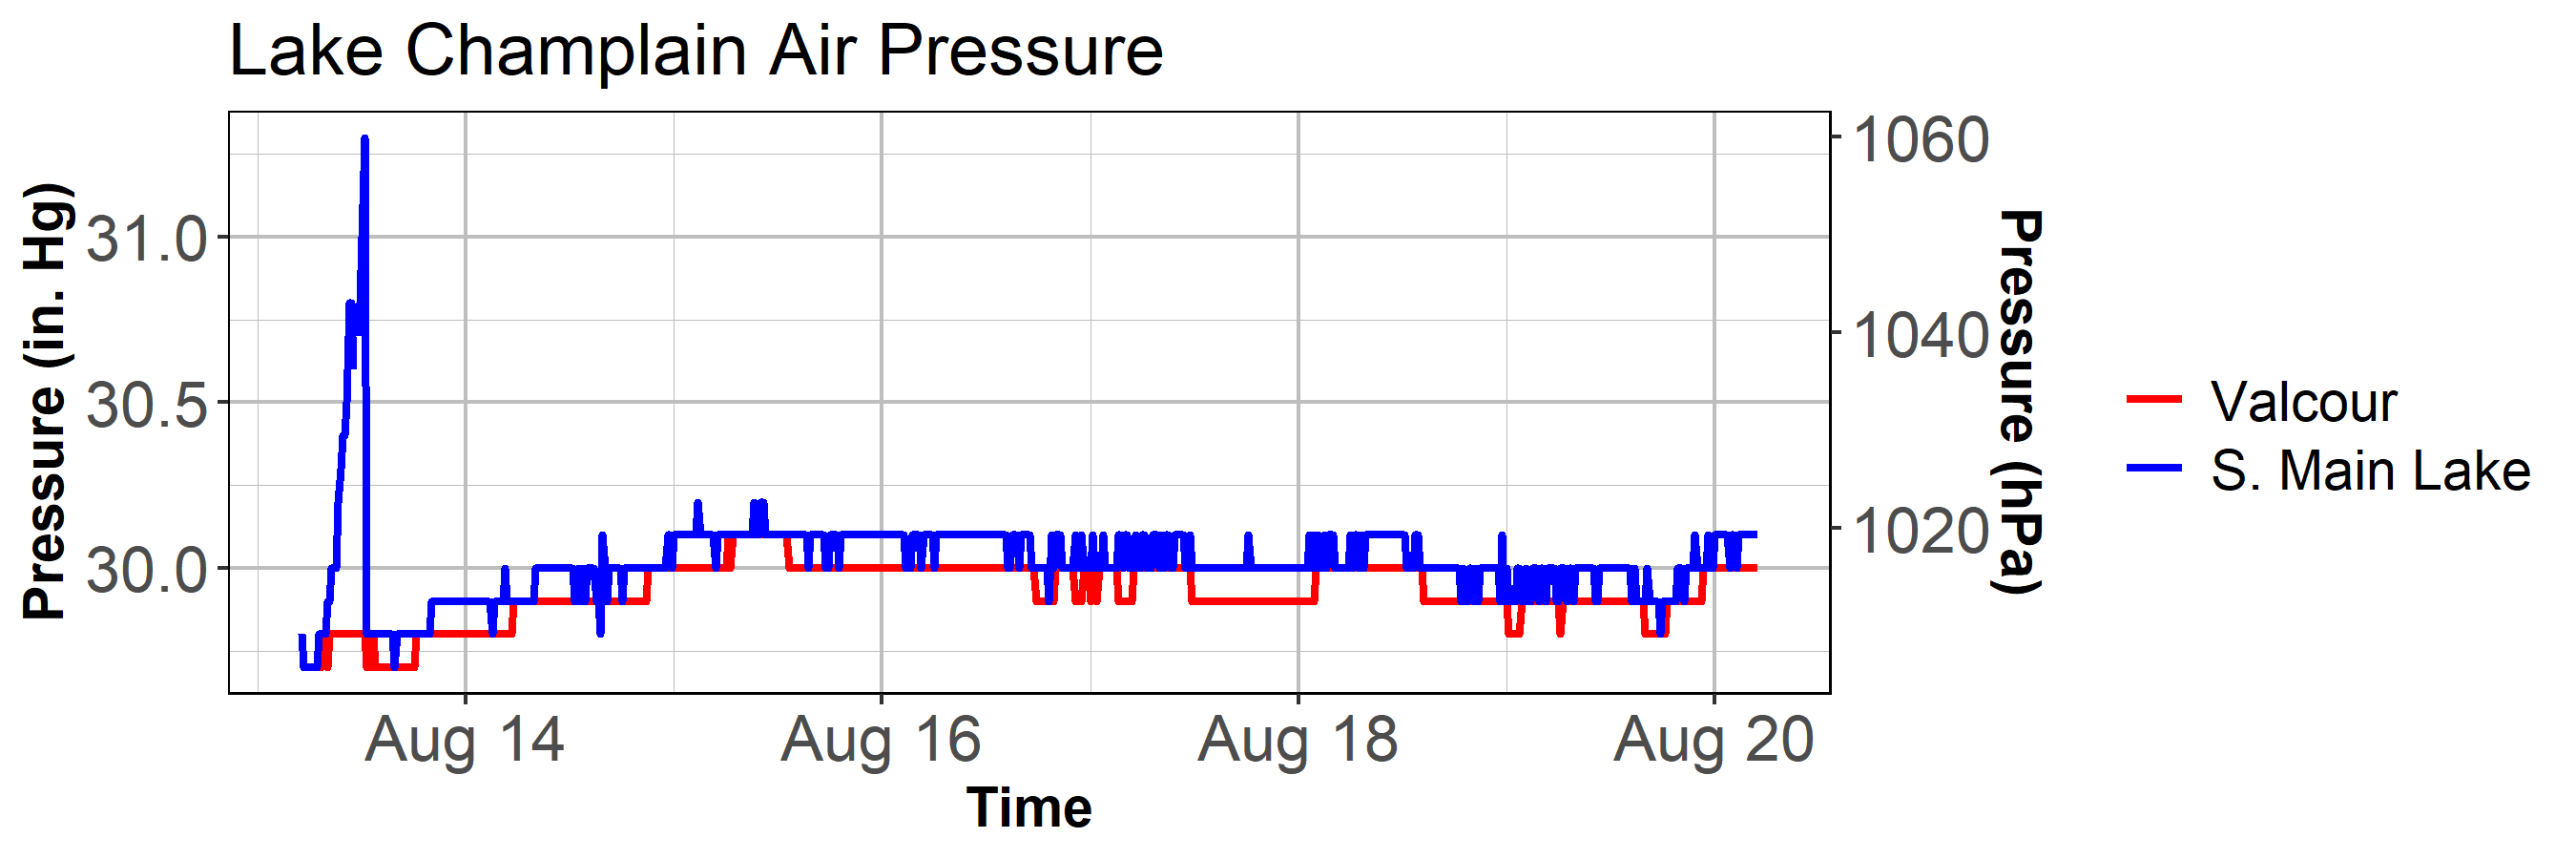 Lake Champlain Air Pressure
Pressure (in. Hg)
31.0
30.5
30.0
1060
1040
1020
Pressure (hPa)
Valcour
S. Main Lake
Aug 14
Aug 16
Aug 18
Aug 20
Time